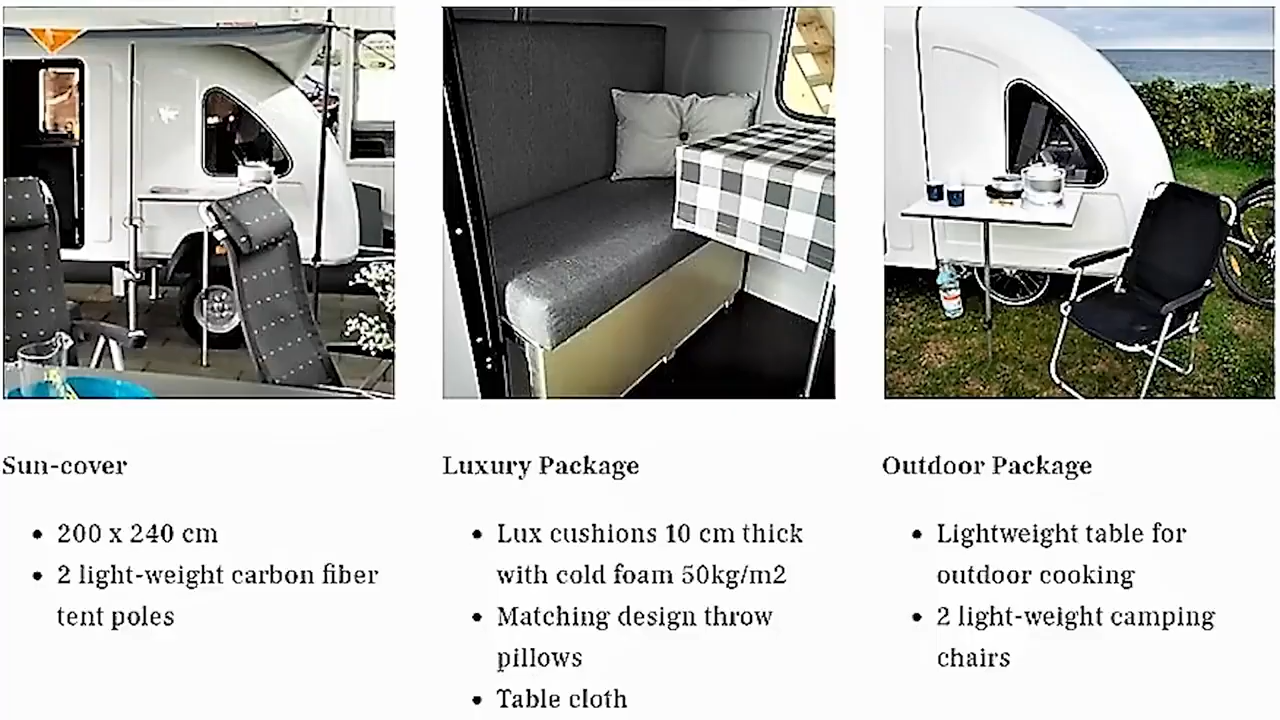 Sun-cover
• 200 x 240 cm
• 2 light-weight carbon fiber
tent poles
Luxury Package
• Lux cushions 10 cm thick
with cold foam 50kg/m2
• Matching design throw
pillows
• Table cloth
Outdoor Package
• Lightweight table for
outdoor cooking
• 2 light-weight camping
chairs